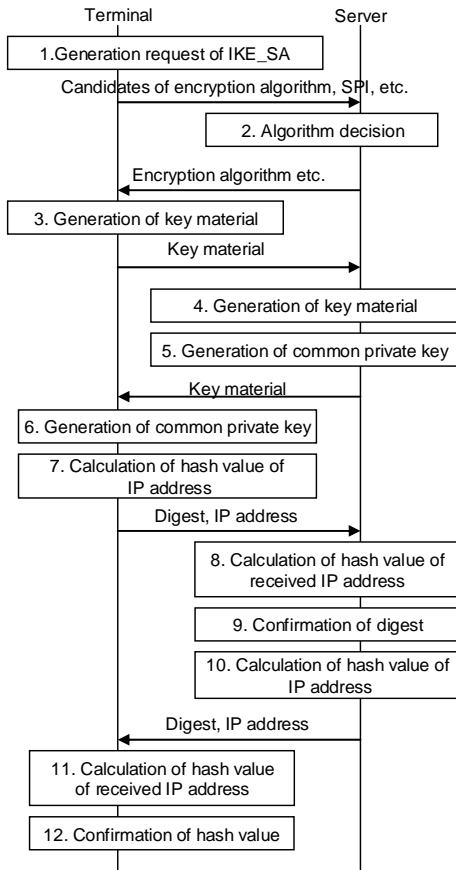 Terminal
Server
1.Generation request of IKE_SA
Candidates of encryption algorithm, SPI, etc.
2. Algorithm decision
Encryption algorithm etc.
3. Generation of key material
Key material
4. Generation of key material
5. Generation of common private key
Key material
6. Generation of common private key
7. Calculation of hash value of
IP address
Digest, IP address
8. Calculation of hash value of
received IP address
9. Confirmation of digest
10. Calculation of hash value of
IP address
Digest, IP address
11. Calculation of hash value
of received IP address
12. Confirmation of hash value